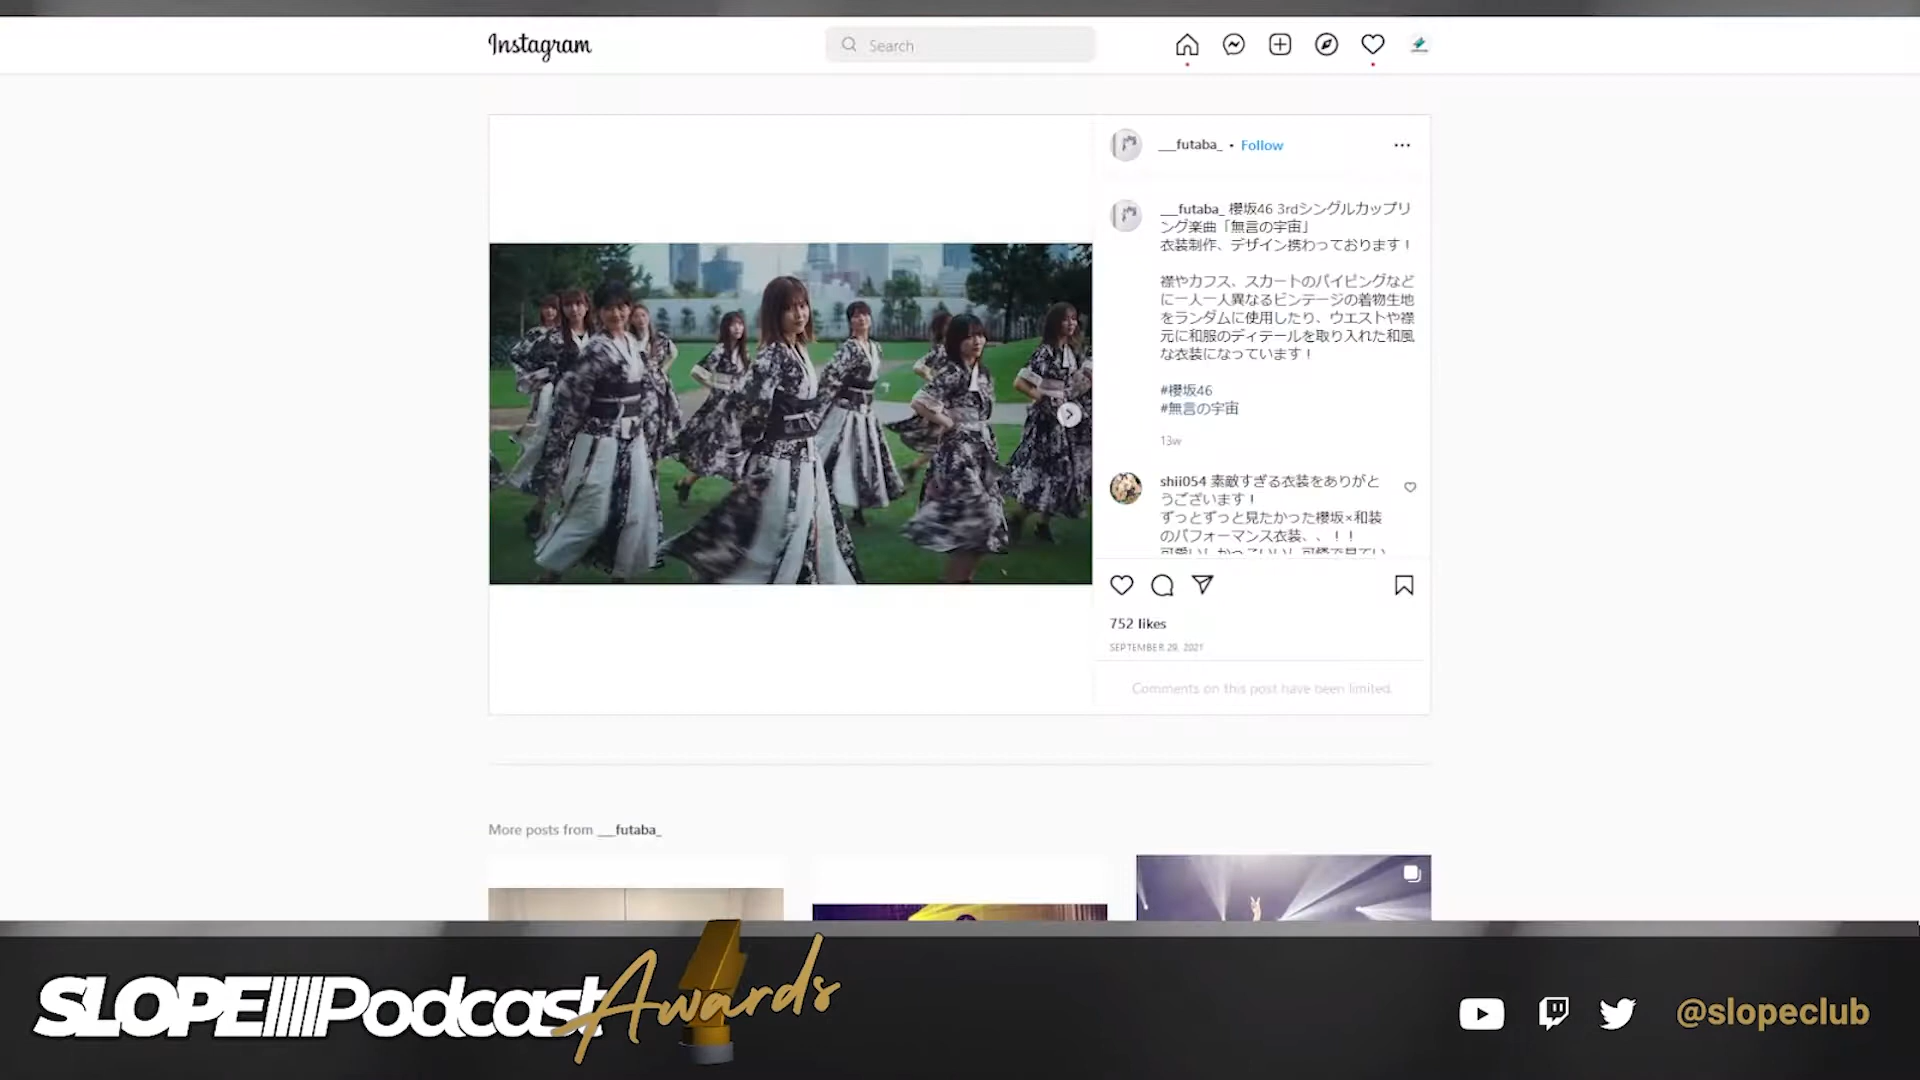 Instagram
Search
___futaba_ • Follow
___futaba_ 櫻坂46 3rdシングルカップリ
ング楽曲「無言の宇宙」
衣装制作、デザイン携わっております！
襟やカフス、スカートのパイピングなど
に一人一人異なるビンテージの着物生地
をランダムに使用したり、ウエストや襟
元に和服のディテールを取り入れた和風
な衣装になっています！
#櫻坂46
#無言の宇宙
13w
shii054 素敵すぎる衣装をありがと
うございます！
ずっとずっと見たかった櫻坂×和装
のパフォーマンス衣装、、！！
752 likes
SEPTEMBER 29, 2021
Comments on this post have been limited.
More posts from ___futaba_
SLOPE Podcast Awards
@slopeclub